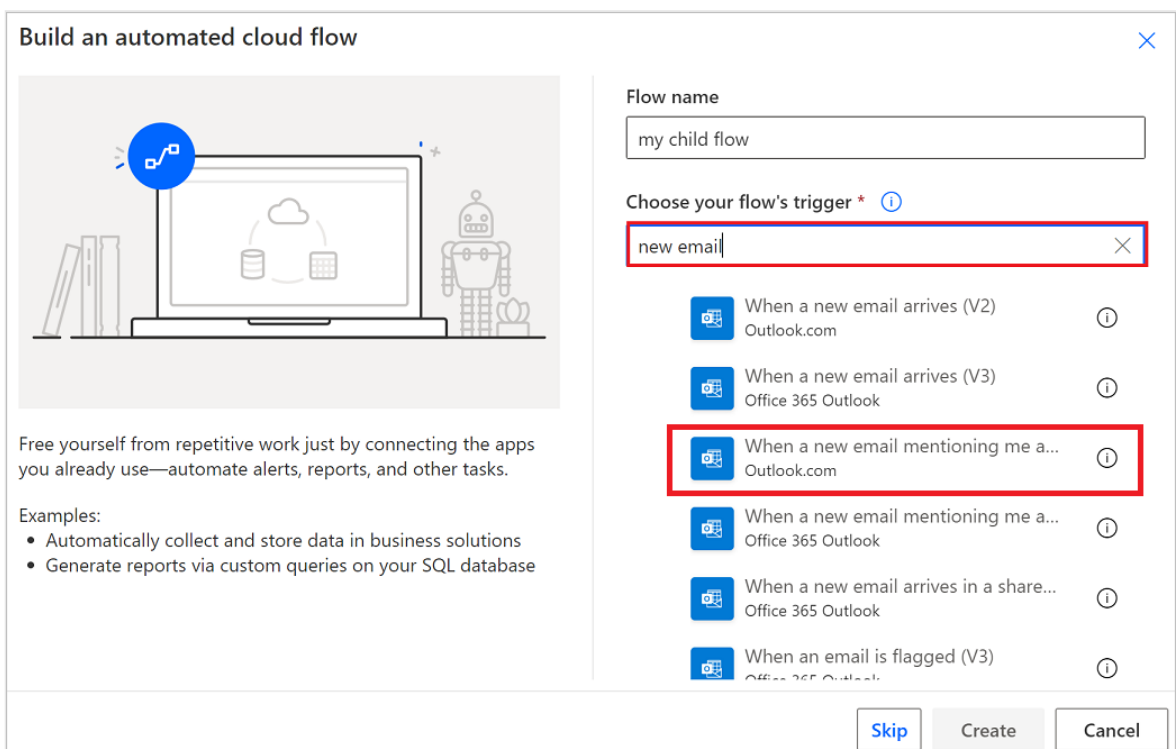 Build an automated cloud flow
Free yourself from repetitive work just by connecting the apps
you already use—automate alerts, reports, and other tasks.
Examples:
• Automatically collect and store data in business solutions
• Generate reports via custom queries on your SQL database
Flow name
my child flow
Choose your flow's trigger *
new email
When a new email arrives (V2)
Outlook.com
When a new email arrives (V3)
Office 365 Outlook
When a new email mentioning me a...
Outlook.com
When a new email mentioning me a...
Office 365 Outlook
When a new email arrives in a share...
Office 365 Outlook
When an email is flagged (V3)
Office 365 Outlook
Skip
Create
Cancel